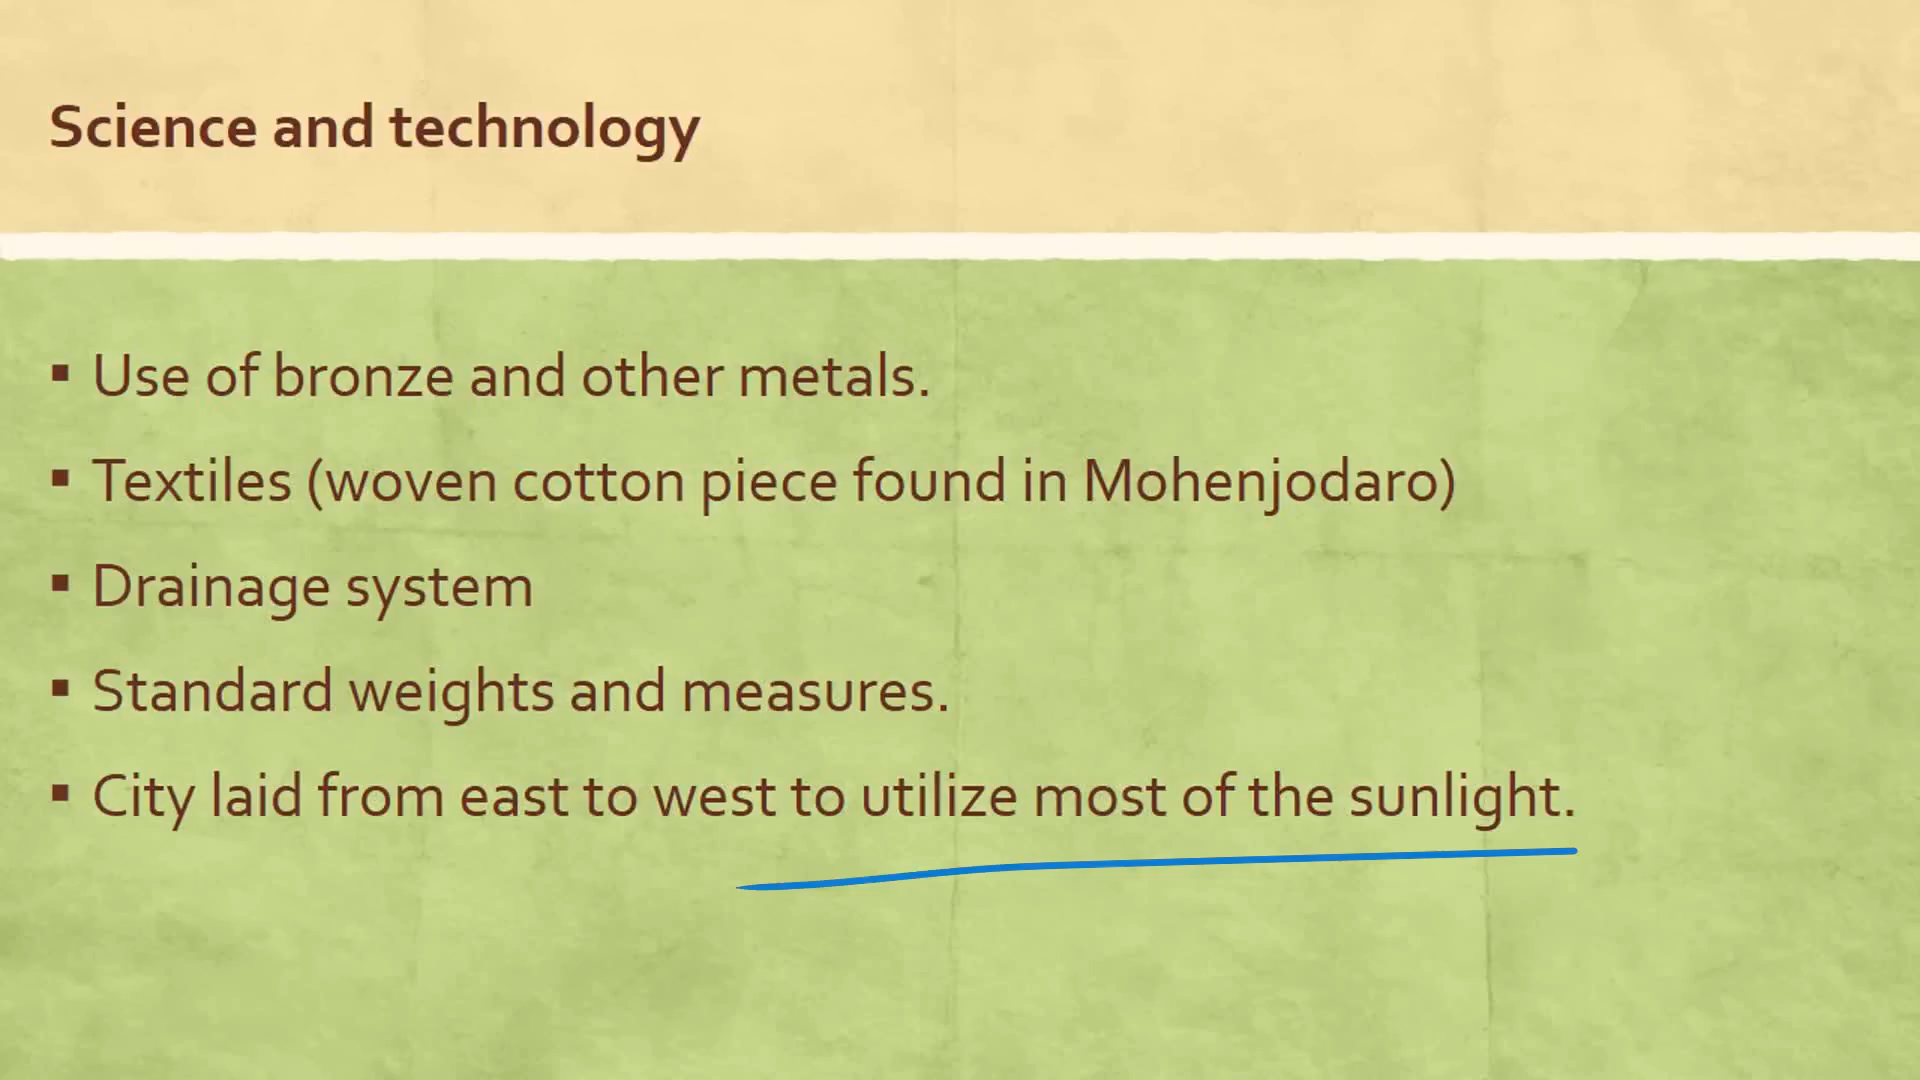 Science and technology
▪ Use of bronze and other metals.
▪ Textiles (woven cotton piece found in Mohenjodaro)
▪ Drainage system
▪ Standard weights and measures.
▪ City laid from east to west to utilize most of the sunlight.